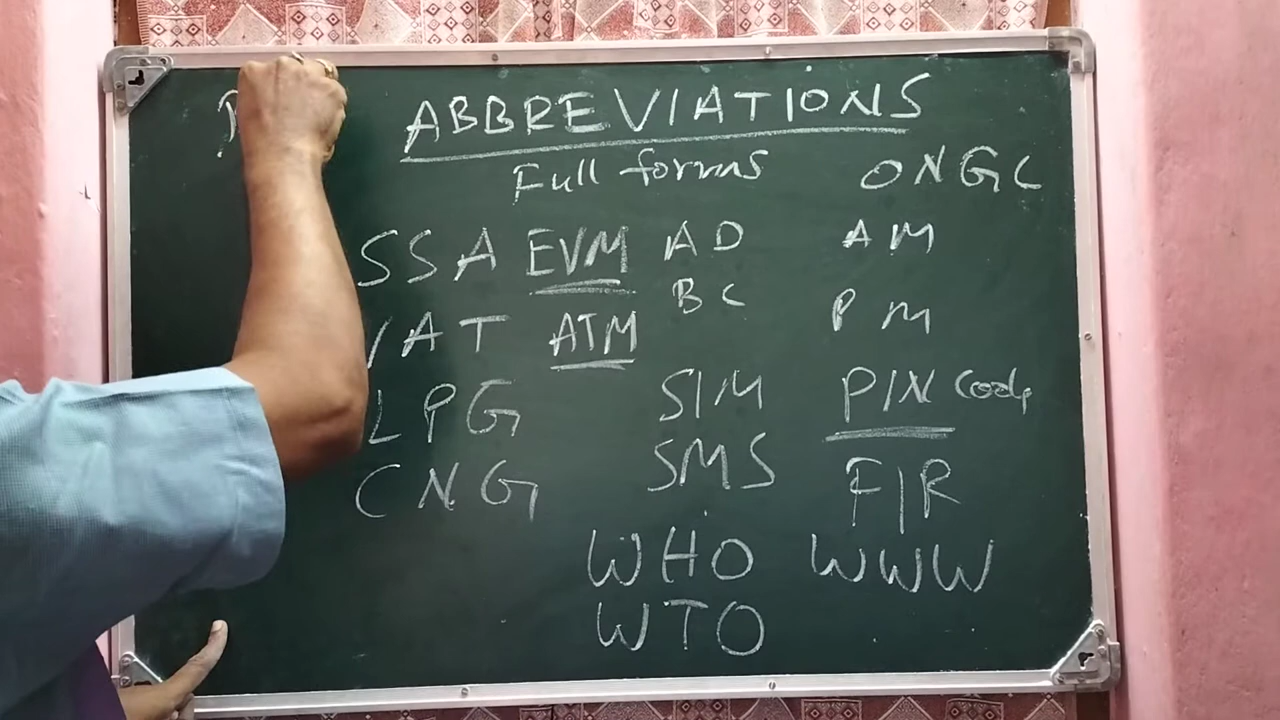 ABBREVIATIONS
Full forms ONGC
SSA EVM AD AM
BC
VAT ATM PM
LPG SIM PIN Code
CNG SMS FIR
WHO WWW
WTO